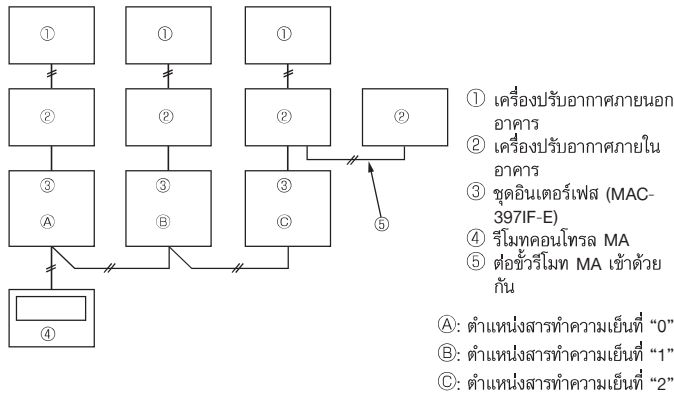 ① ① ①
② ② ② ②
③ ③ ③
Ⓐ Ⓑ Ⓒ
⑤
④
① เครื่องปรับอากาศภายนอก
อาคาร
② เครื่องปรับอากาศภายใน
อาคาร
③ ชุดอินเตอร์เฟส (MAC-
397IF-E)
④ รีโมทคอนโทรล MA
⑤ ต่อขั้วรีโมท MA เข้าด้วย
กัน
Ⓐ: ตำแหน่งสารทำความเย็นที่ “0”
Ⓑ: ตำแหน่งสารทำความเย็นที่ “1”
Ⓒ: ตำแหน่งสารทำความเย็นที่ “2”